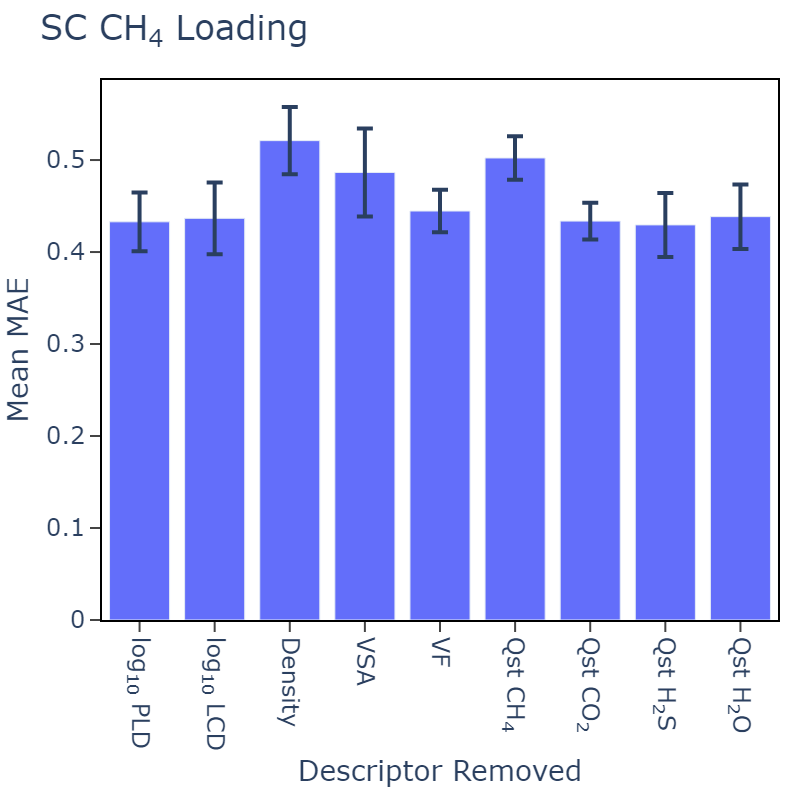 SC CH₄ Loading
Mean MAE
0.5
0.4
0.3
0.2
0.1
0
log₁₀ PLD
log₁₀ LCD
Density
VSA
VF
Qst CH₄
Qst CO₂
Qst H₂S
Qst H₂O
Descriptor Removed